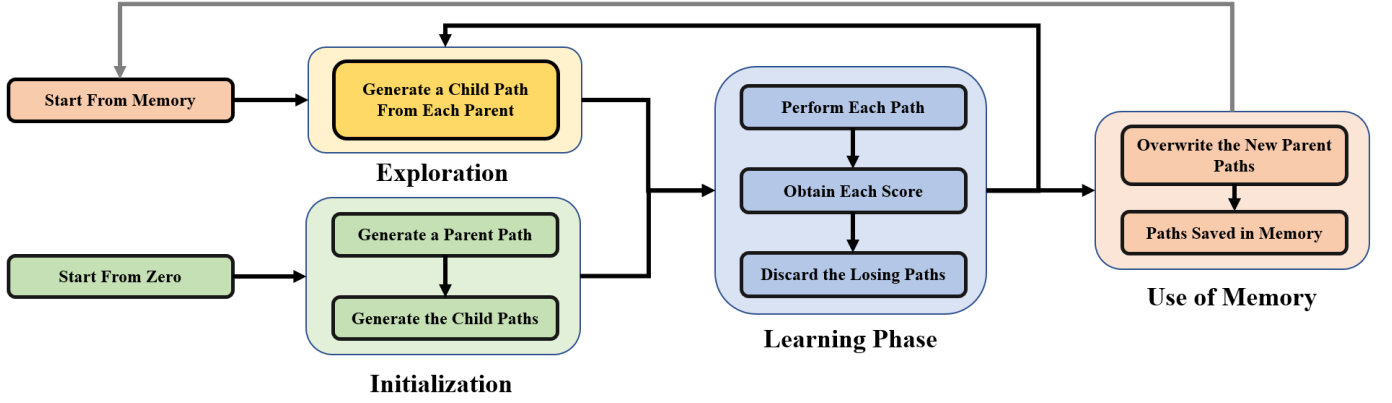 Start From Memory
Generate a Child Path
From Each Parent
Exploration
Start From Zero
Generate a Parent Path
Generate the Child Paths
Initialization
Perform Each Path
Obtain Each Score
Discard the Losing Paths
Learning Phase
Overwrite the New Parent
Paths
Paths Saved in Memory
Use of Memory